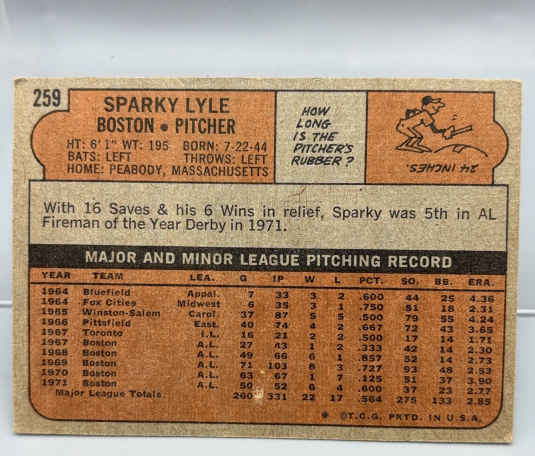 259
SPARKY LYLE
BOSTON • PITCHER
HT: 6' 1" WT: 195 BORN: 7-22-44
BATS: LEFT THROWS: LEFT
HOME: PEABODY, MASSACHUSETTS
HOW
LONG
IS THE
PITCHER'S
RUBBER?
24 INCHES.
With 16 Saves & his 6 Wins in relief, Sparky was 5th in AL
Fireman of the Year Derby in 1971.
MAJOR AND MINOR LEAGUE PITCHING RECORD
YEAR TEAM LEA. G IP W L PCT. SO. BB. ERA.
1964 Bluefield Appal. 7 33 3 2 .600 44 25 4.36
1964 Fox Cities Midwest 6 35 3 1 .750 51 18 2.31
1965 Winston-Salem Carol. 37 87 5 5 .500 79 55 4.24
1966 Pittsfield East. 40 74 4 2 .667 72 43 3.65
1967 Toronto I.L. 16 21 2 2 .500 17 14 1.71
1967 Boston A.L. 27 43 1 2 .333 42 14 2.30
1968 Boston A.L. 49 66 6 1 .857 52 14 2.73
1969 Boston A.L. 71 103 8 3 .727 93 48 2.53
1970 Boston A.L. 63 67 1 7 .125 51 37 3.90
1971 Boston A.L. 50 52 6 4 .600 37 23 2.77
Major League Totals 260 331 22 17 .564 275 133 2.85
* ©T.C.G. PRTD. IN U.S.A.